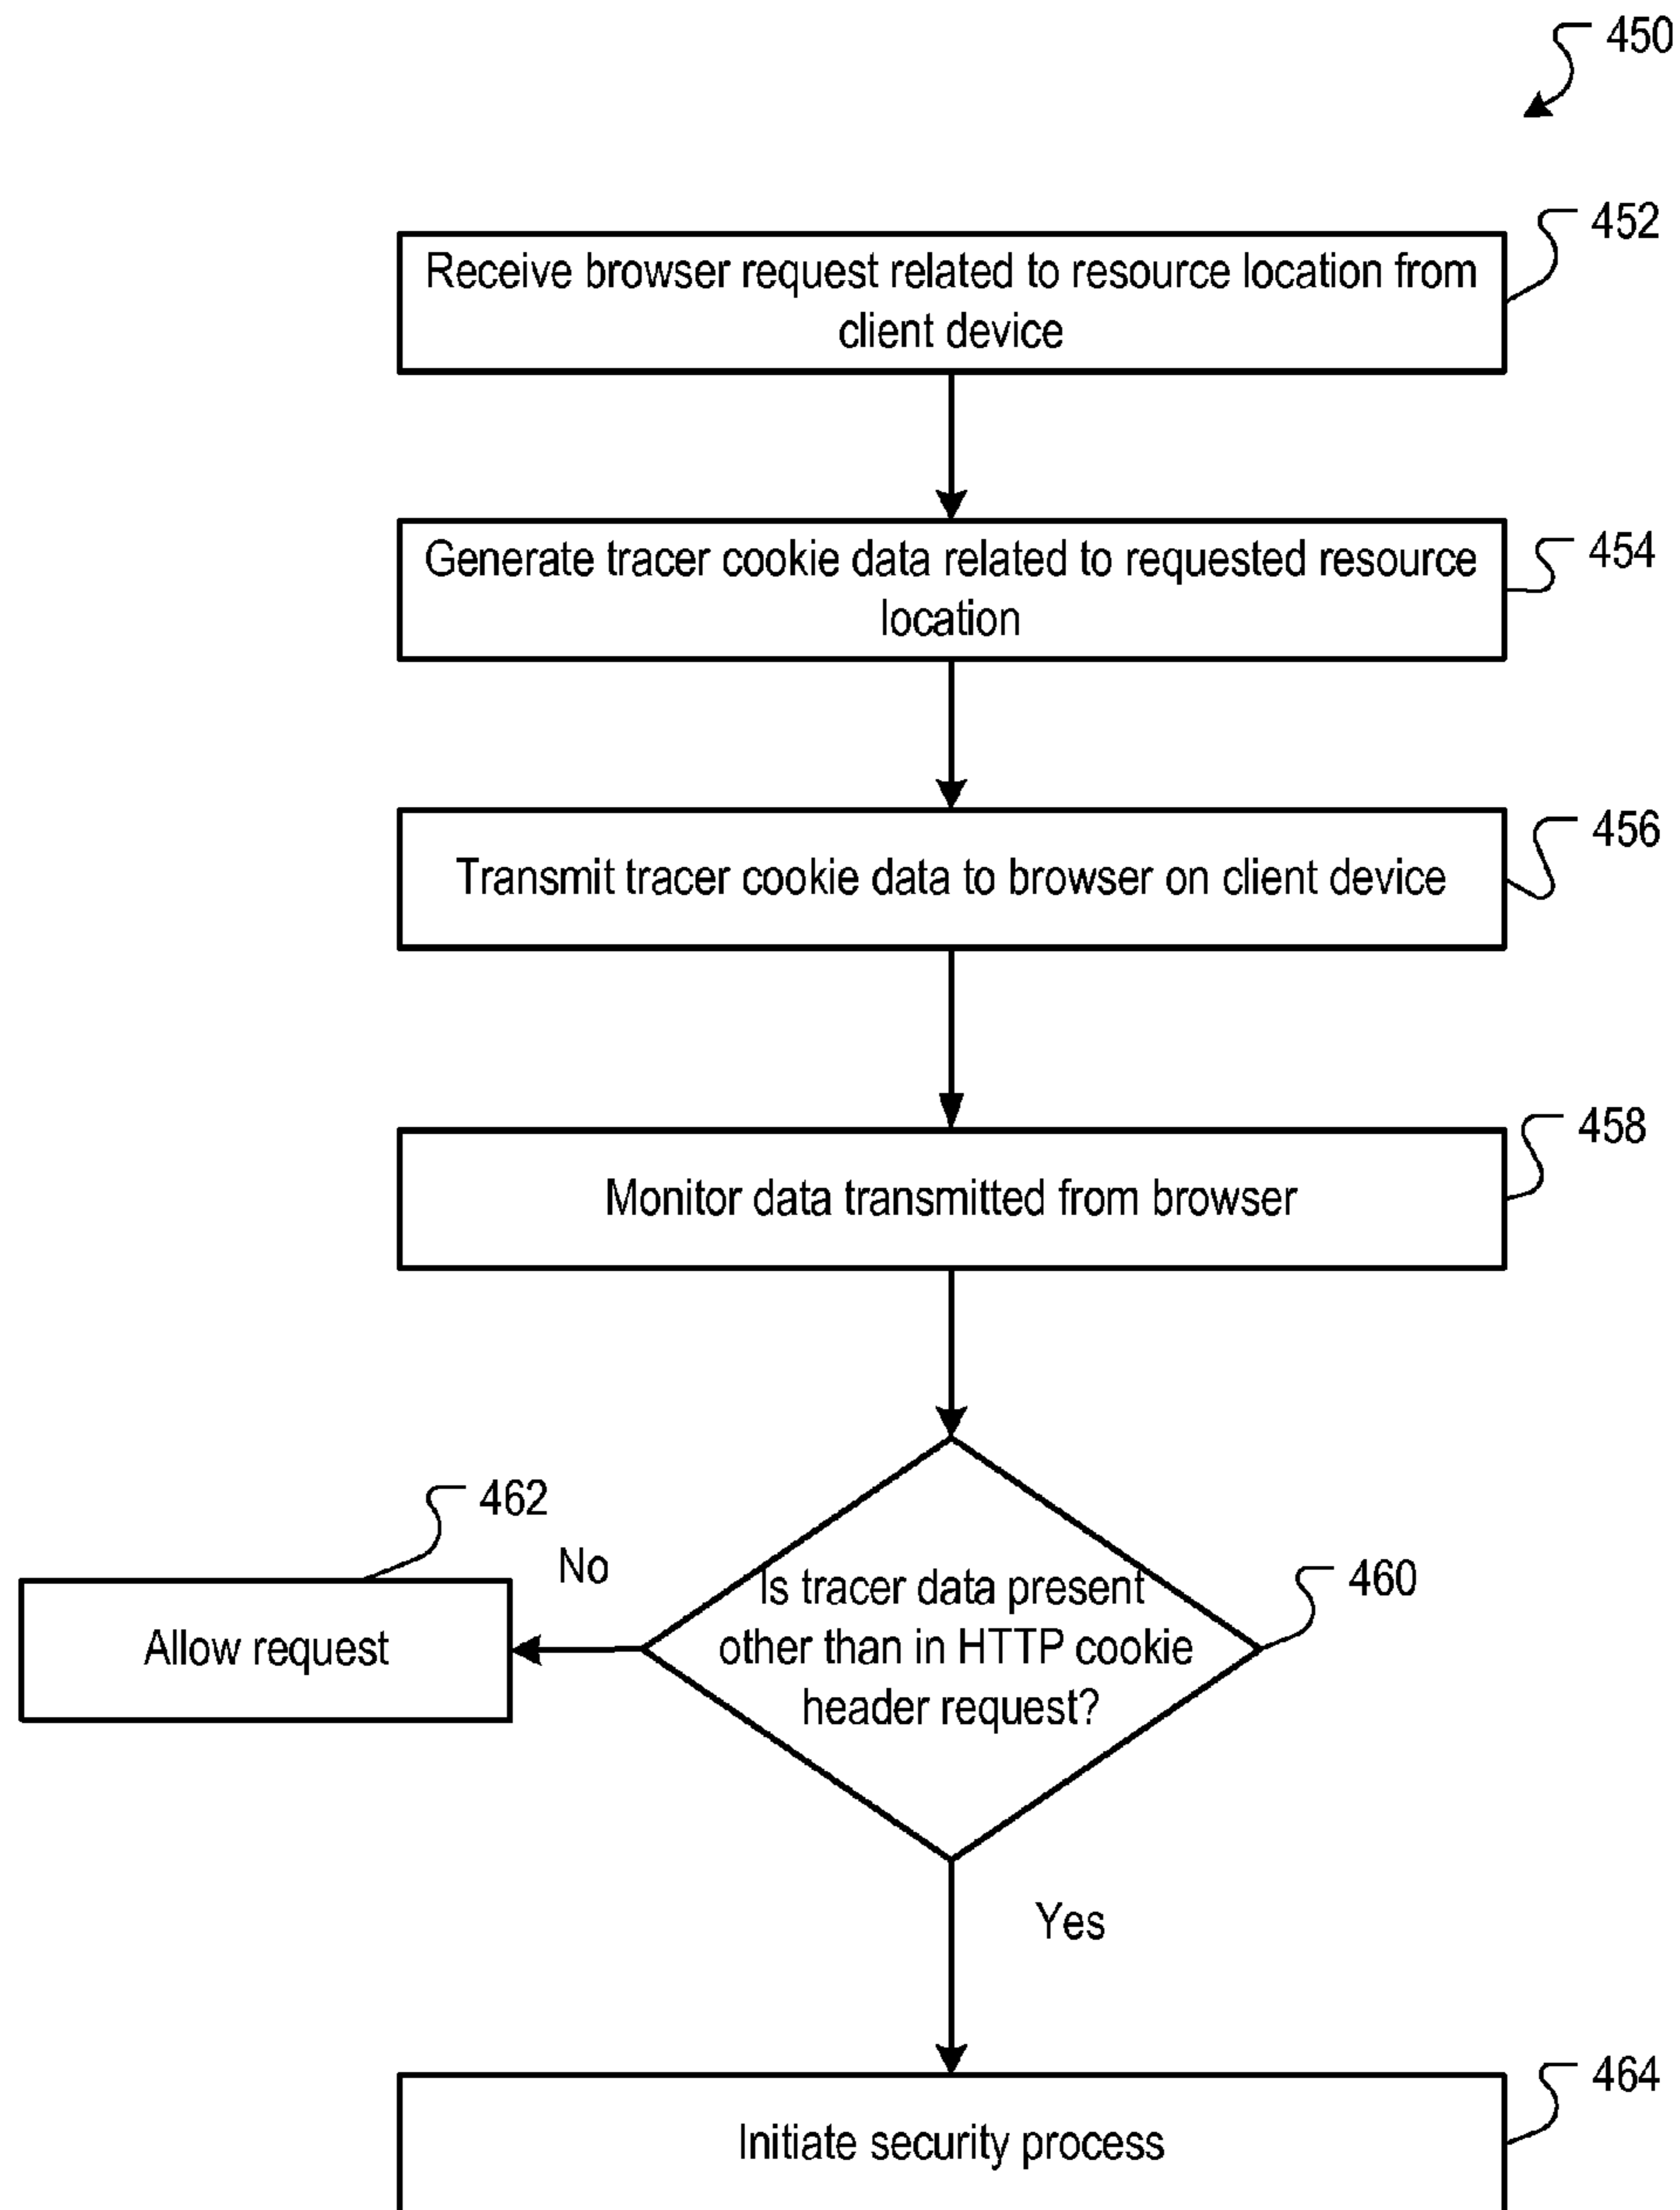 450
452
Receive browser request related to resource location from
client device
454
Generate tracer cookie data related to requested resource
location
456
Transmit tracer cookie data to browser on client device
458
Monitor data transmitted from browser
462
No
460
Is tracer data present
other than in HTTP cookie
header request?
Allow request
Yes
464
Initiate security process